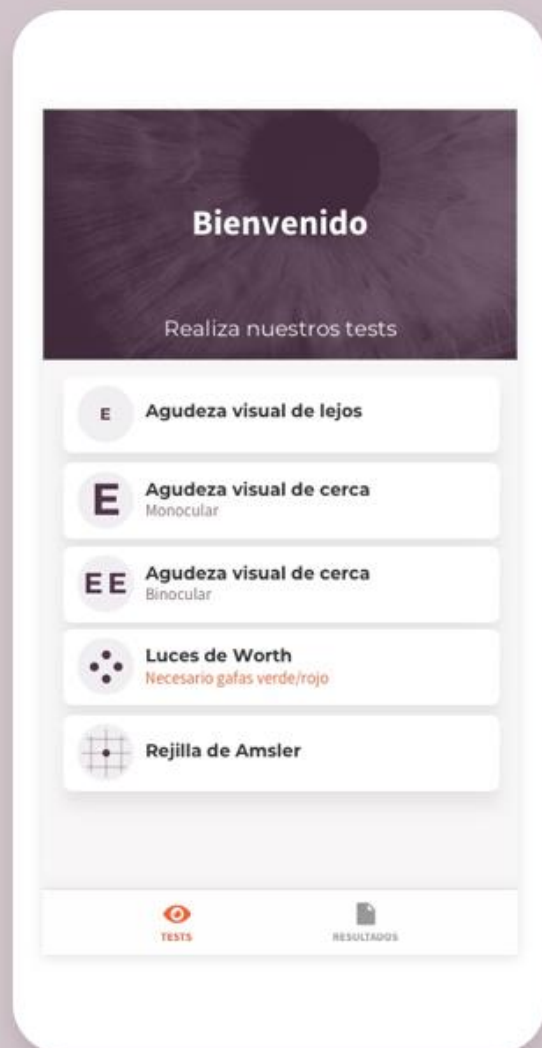 Bienvenido
Realiza nuestros tests
E
Agudeza visual de lejos
E
Agudeza visual de cerca
Monocular
E E
Agudeza visual de cerca
Binocular
Luces de Worth
Necesario gafas verde/rojo
Rejilla de Amsler
TESTS
RESULTADOS